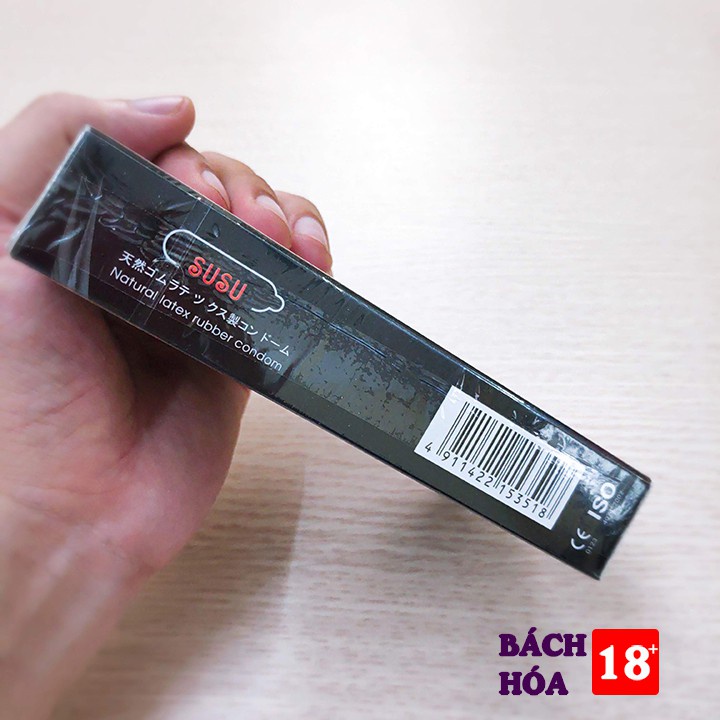 SUSU
天然ゴムラテックス製コンドーム
Natural latex rubber condom
4 911422 153518
CE
0123
ISO
BÁCH
HÓA
18+